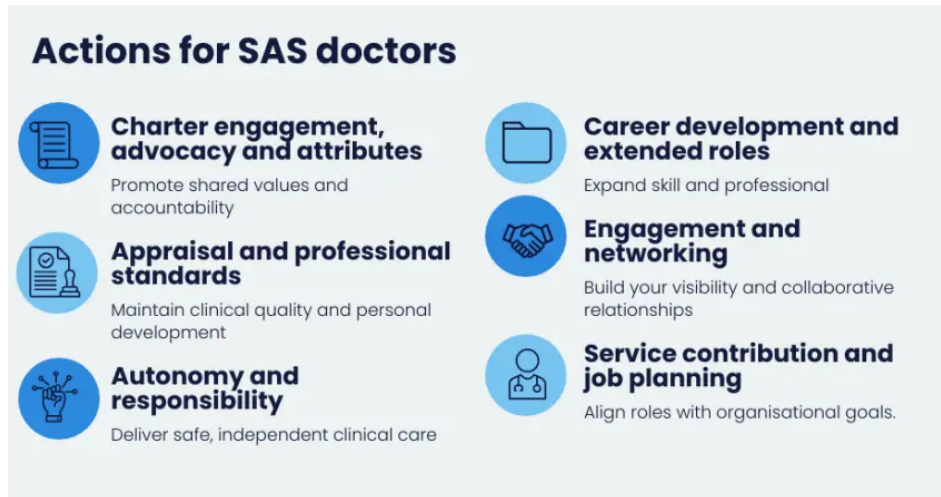 Actions for SAS doctors
Charter engagement,
advocacy and attributes
Promote shared values and
accountability
Appraisal and professional
standards
Maintain clinical quality and personal
development
Autonomy and
responsibility
Deliver safe, independent clinical care
Career development and
extended roles
Expand skill and professional
Engagement and
networking
Build your visibility and collaborative
relationships
Service contribution and
job planning
Align roles with organisational goals.